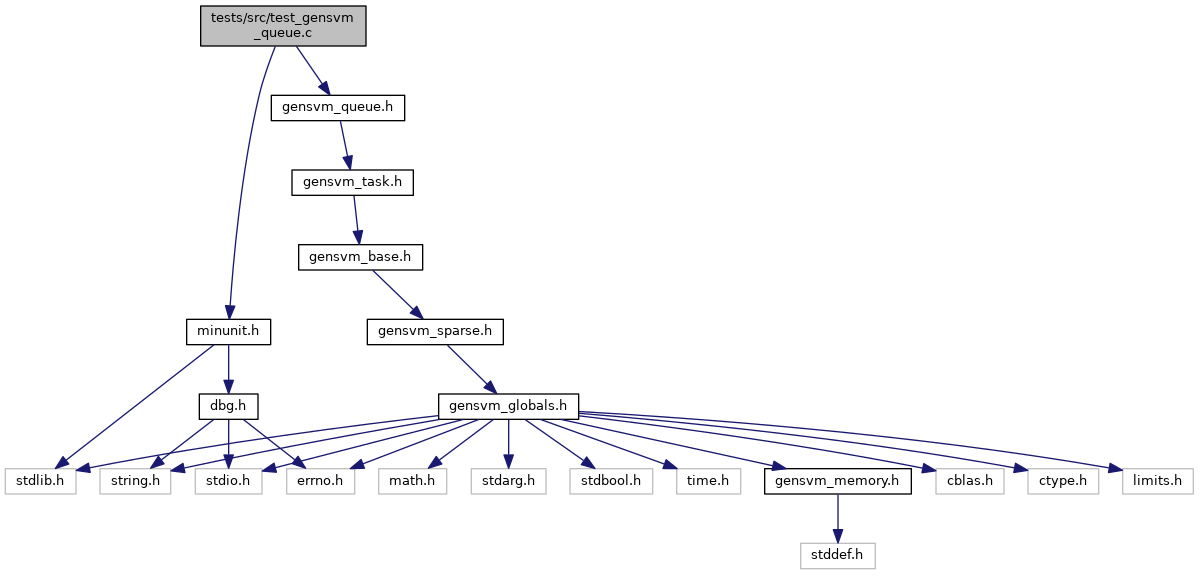 tests/src/test_gensvm
_queue.c
gensvm_queue.h
gensvm_task.h
gensvm_base.h
minunit.h
gensvm_sparse.h
dbg.h
gensvm_globals.h
stdlib.h
string.h
stdio.h
errno.h
math.h
stdarg.h
stdbool.h
time.h
gensvm_memory.h
cblas.h
ctype.h
limits.h
stddef.h